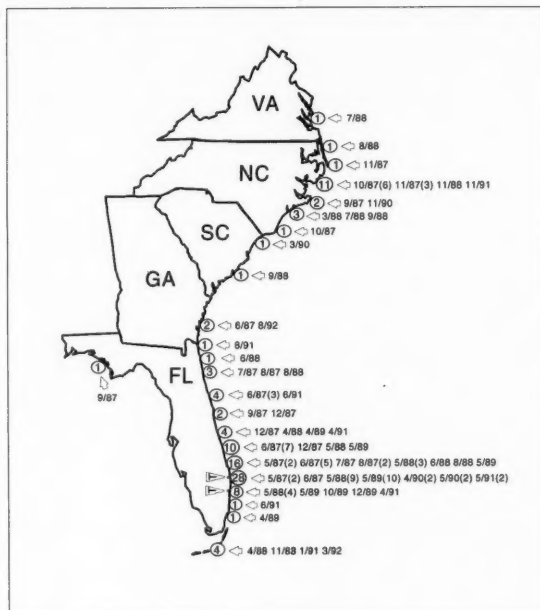 VA
① ⇦ 7/88
① ⇦ 8/88
① ⇦ 11/87
NC
⑪ ⇦ 10/87(6) 11/87(3) 11/88 11/91
② ⇦ 9/87 11/90
③ ⇦ 3/88 7/88 9/88
SC
① ⇦ 10/87
① ⇦ 3/90
GA
① ⇦ 9/88
② ⇦ 6/87 8/92
① ⇦ 8/91
① ⇦ 6/88
FL
③ ⇦ 7/87 8/87 8/88
①
9/87
④ ⇦ 6/87(3) 6/91
② ⇦ 9/87 12/87
④ ⇦ 12/87 4/88 4/89 4/91
⑩ ⇦ 6/87(7) 12/87 5/88 5/89
⑯ ⇦ 5/87(2) 6/87(5) 7/87 8/87(2) 5/88(3) 6/88 8/88 5/89
㉘ ⇦ 5/87(2) 6/87 5/88(9) 5/89(10) 4/90(2) 5/90(2) 5/91(2)
⑧ ⇦ 5/88(4) 5/89 10/89 12/89 4/91
① ⇦ 6/91
① ⇦ 4/89
④ ⇦ 4/88 11/88 1/91 3/92